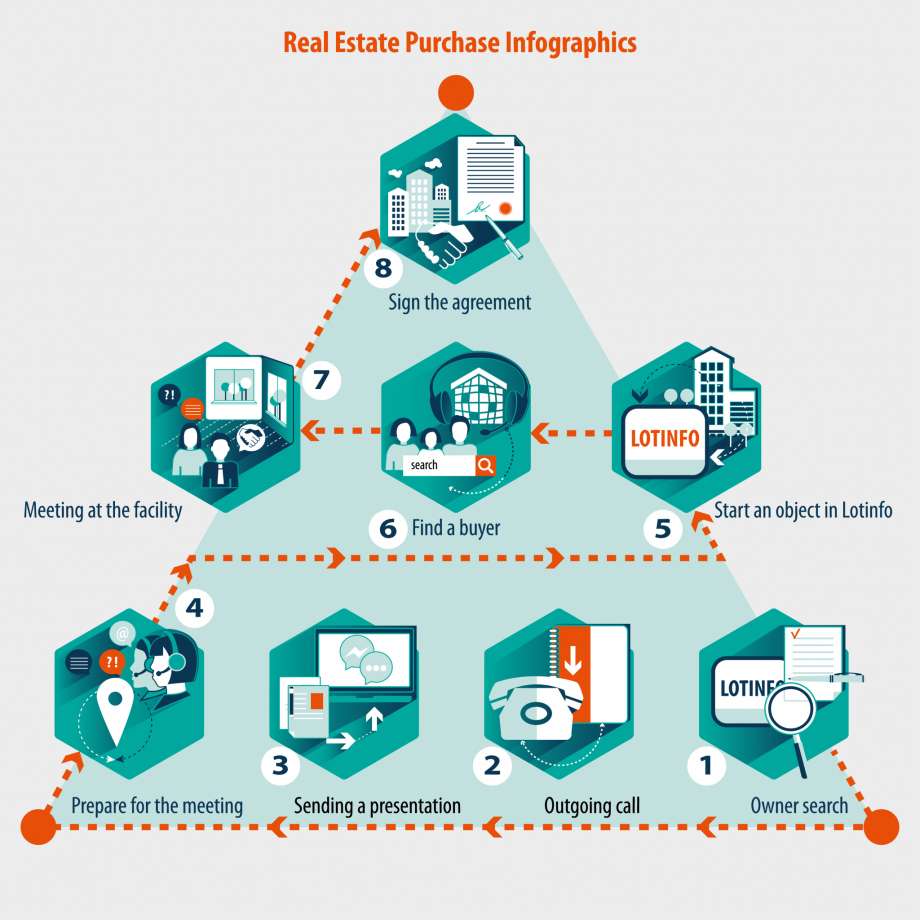 Real Estate Purchase Infographics
8
Sign the agreement
7
?!
LOTINFO
search
Meeting at the facility
6
Find a buyer
5
Start an object in Lotinfo
4
@
?!
LOTINFO
3
2
1
Prepare for the meeting
Sending a presentation
Outgoing call
Owner search